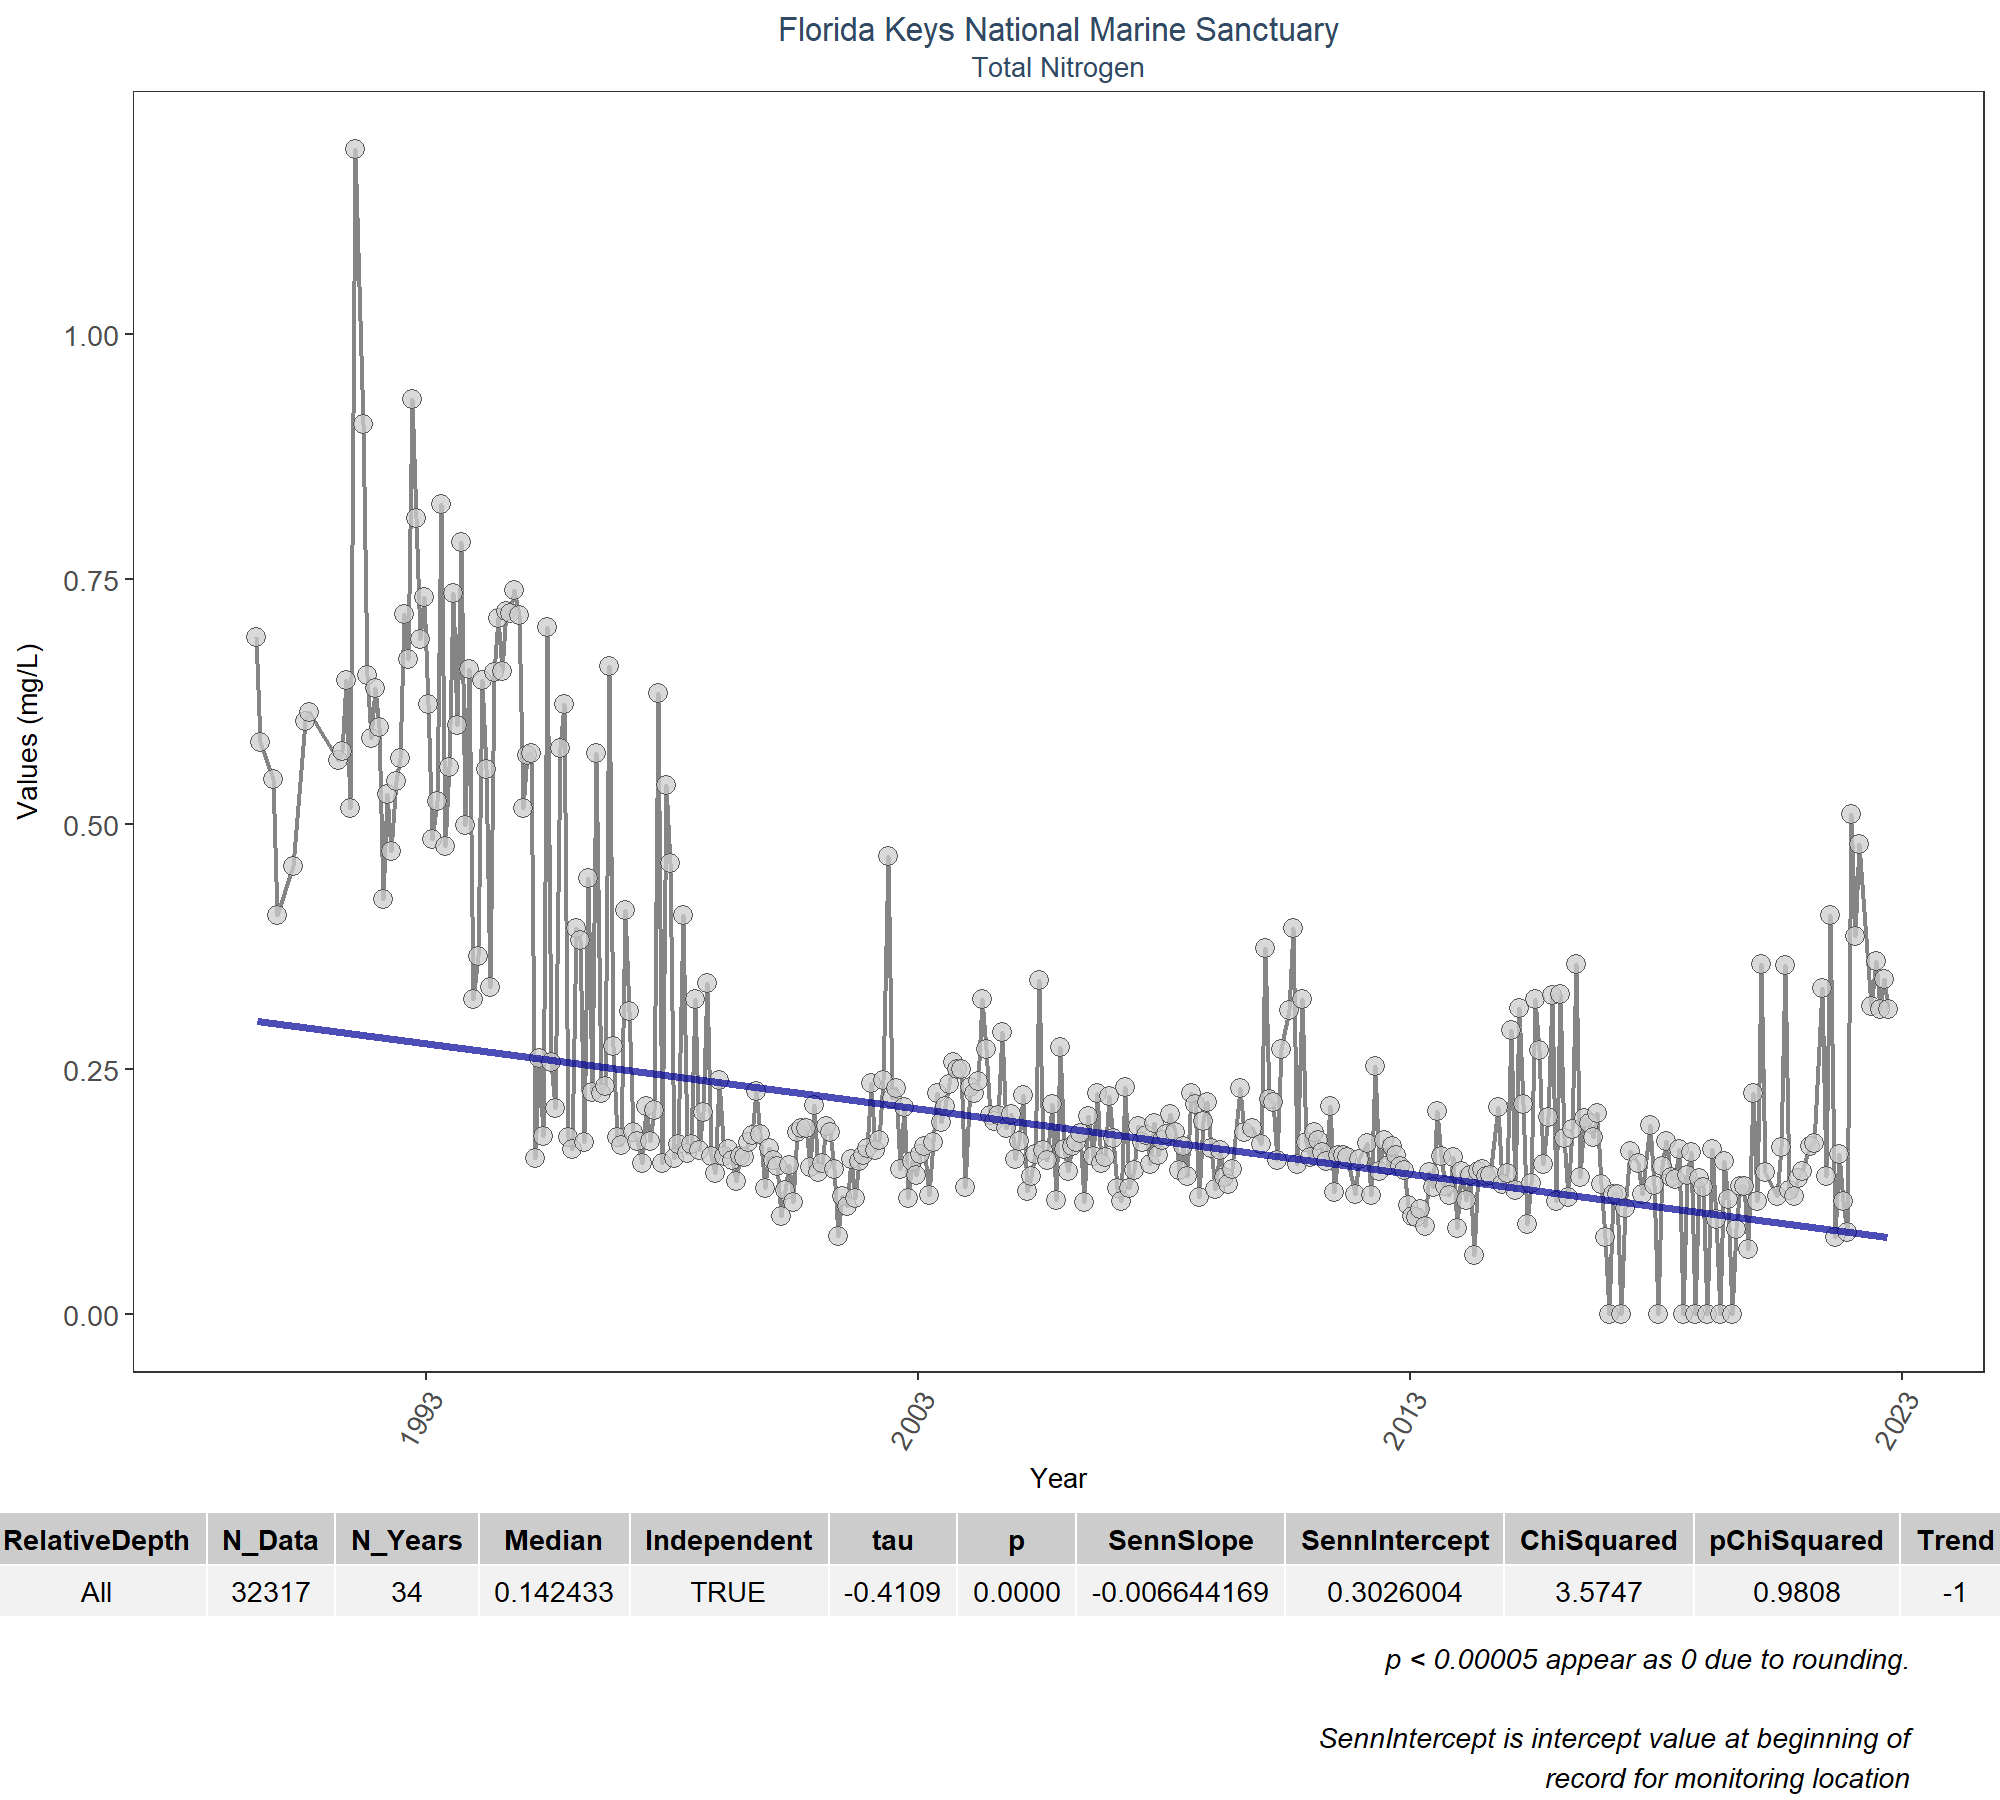 Florida Keys National Marine Sanctuary
Total Nitrogen
Values (mg/L)
1.00
0.75
0.50
0.25
0.00
1993
2003
2013
2023
Year
RelativeDepth N_Data N_Years Median Independent tau p SennSlope SennIntercept ChiSquared pChiSquared Trend
All 32317 34 0.142433 TRUE -0.4109 0.0000 -0.006644169 0.3026004 3.5747 0.9808 -1
p < 0.00005 appear as 0 due to rounding.
SennIntercept is intercept value at beginning of
record for monitoring location